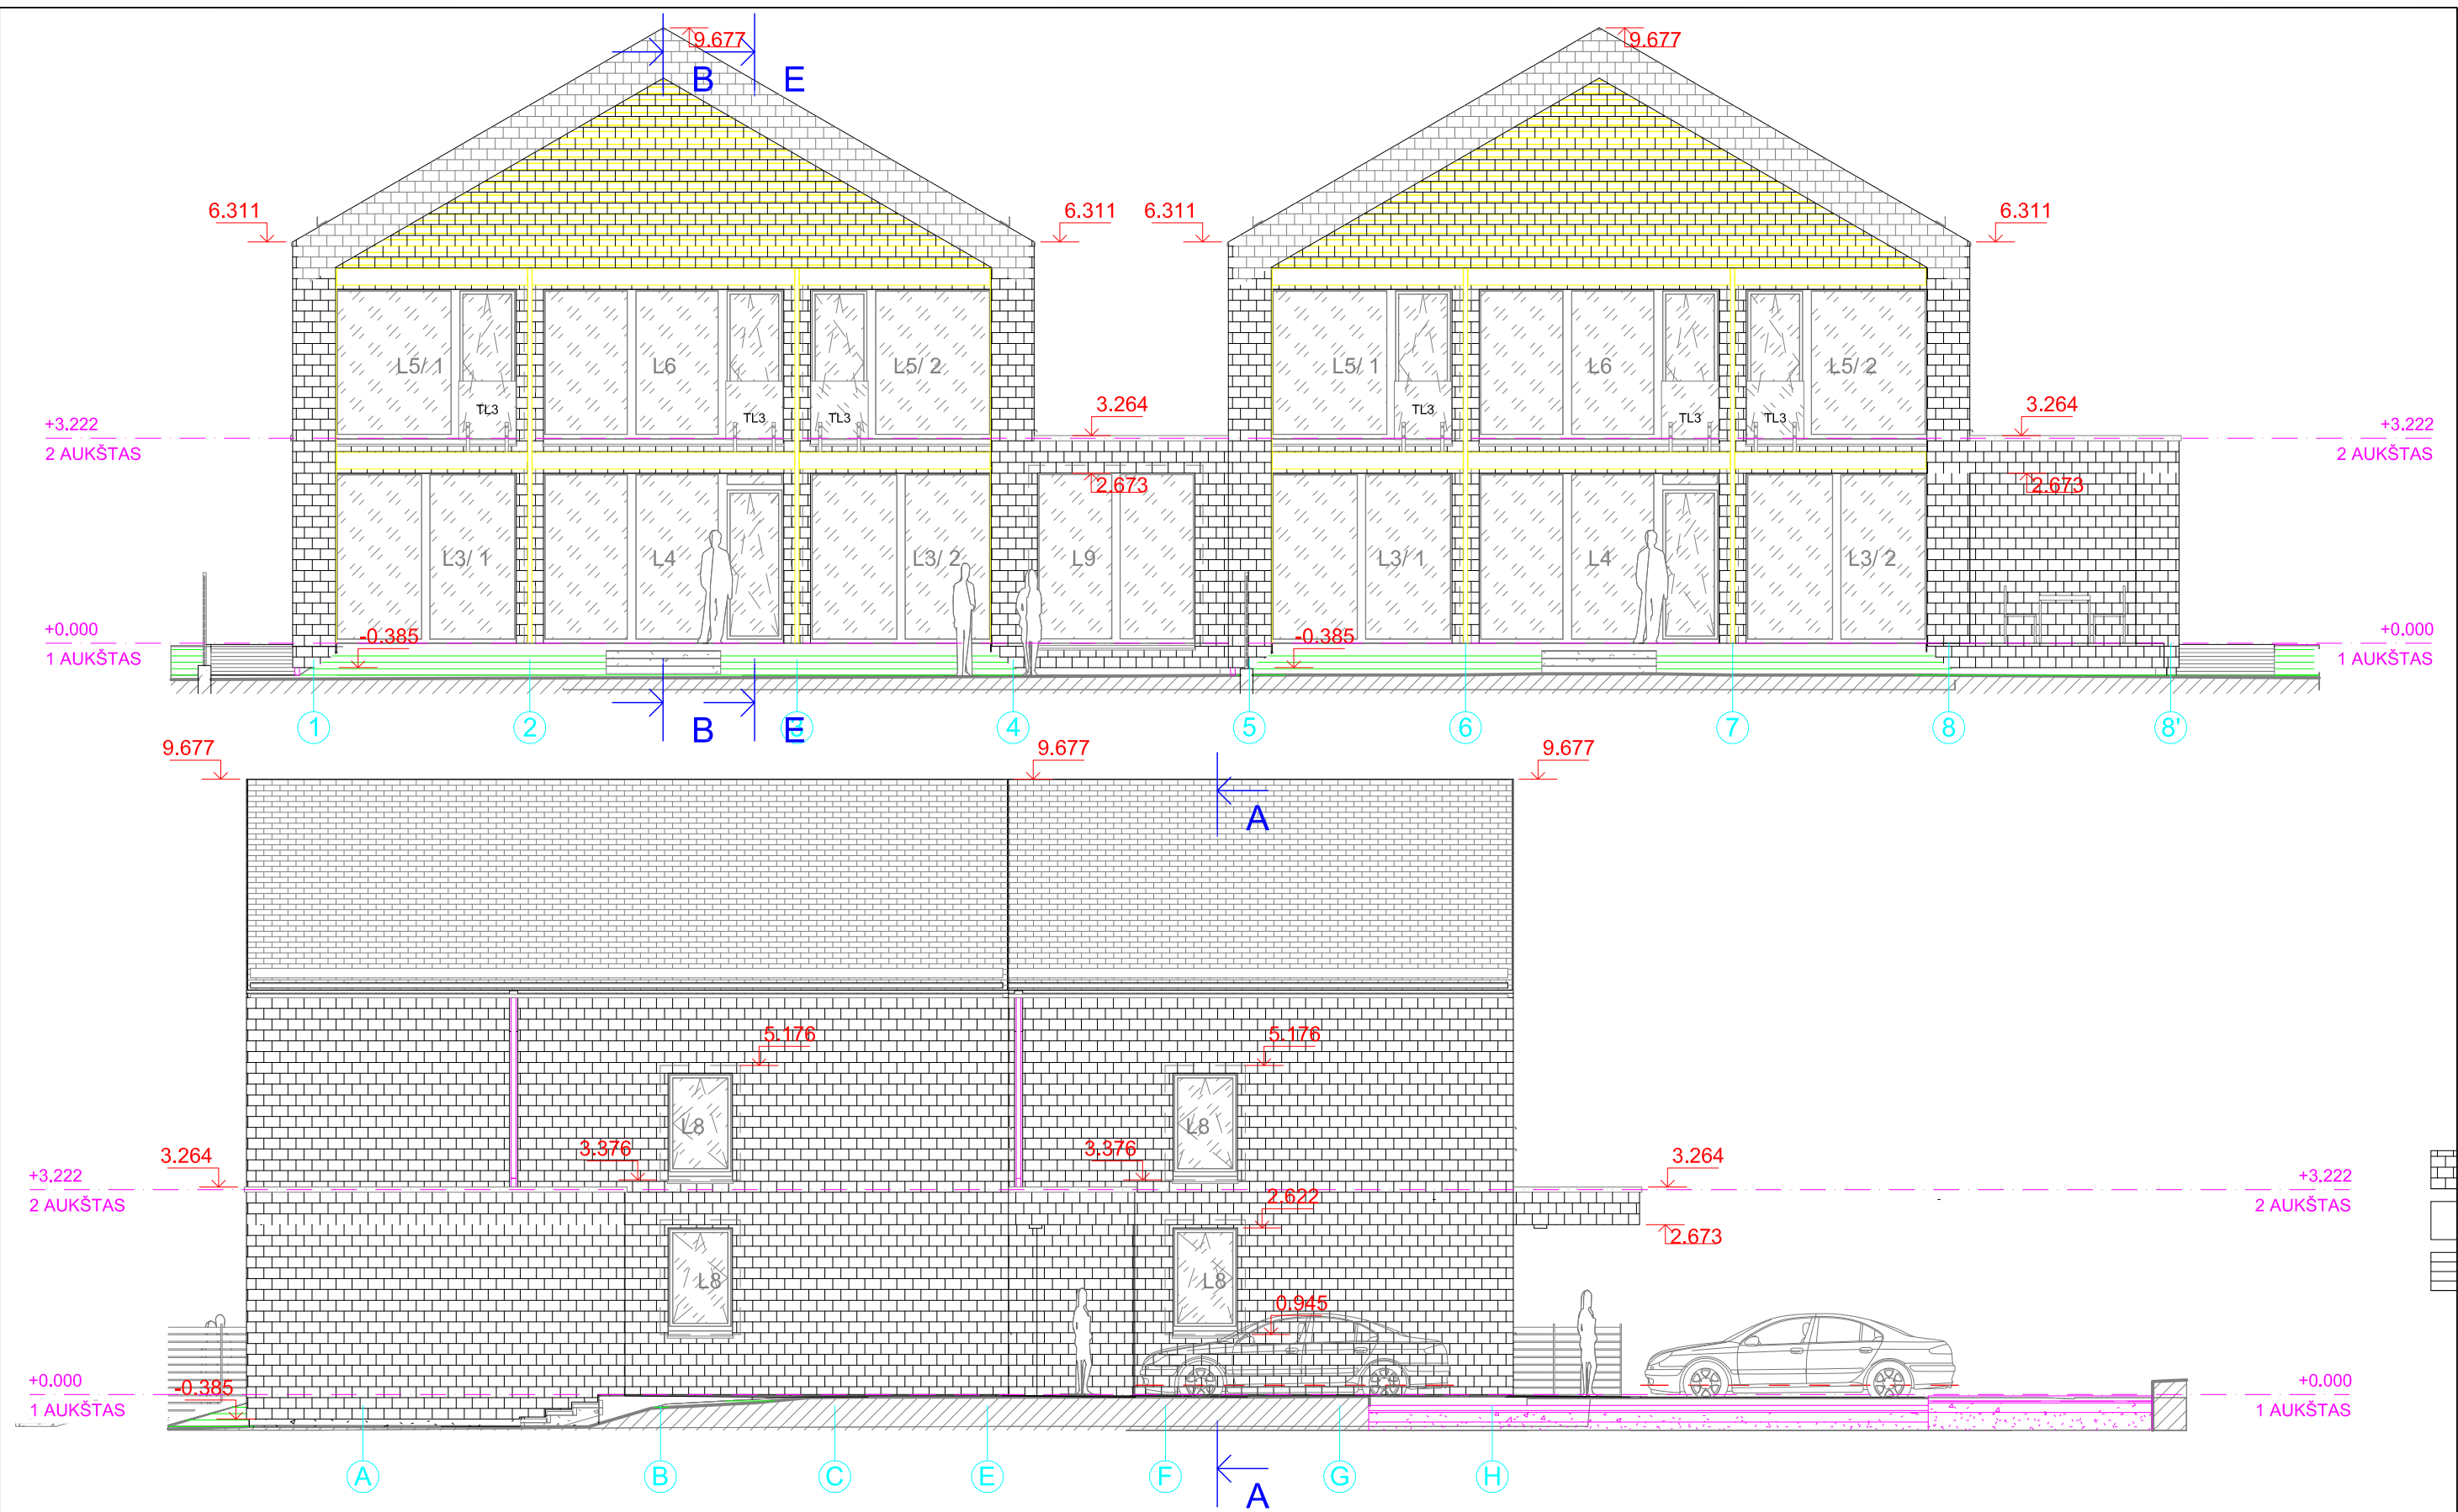 9.677 9.677
B E
6.311 6.311 6.311 6.311
L5/ 1 L6 L5/ 2 L5/ 1 L6 L5/ 2
TL3 TL3 TL3 TL3 TL3 TL3
3.264 3.264
+3.222 +3.222
2 AUKŠTAS 2 AUKŠTAS
2.673 2.673
L3/ 1 L4 L3/ 2 L9 L3/ 1 L4 L3/ 2
+0.000 -0.385 -0.385 +0.000
1 AUKŠTAS 1 AUKŠTAS
1 2 B E 3 4 5 6 7 8 8'
9.677 9.677 9.677
A
5.176 5.176
L8 L8
3.264 3.376 3.376 3.264
+3.222 +3.222
2 AUKŠTAS 2 AUKŠTAS
2.622
2.673
L8 L8
0.945
+0.000 -0.385 +0.000
1 AUKŠTAS 1 AUKŠTAS
A B C E F G H
A